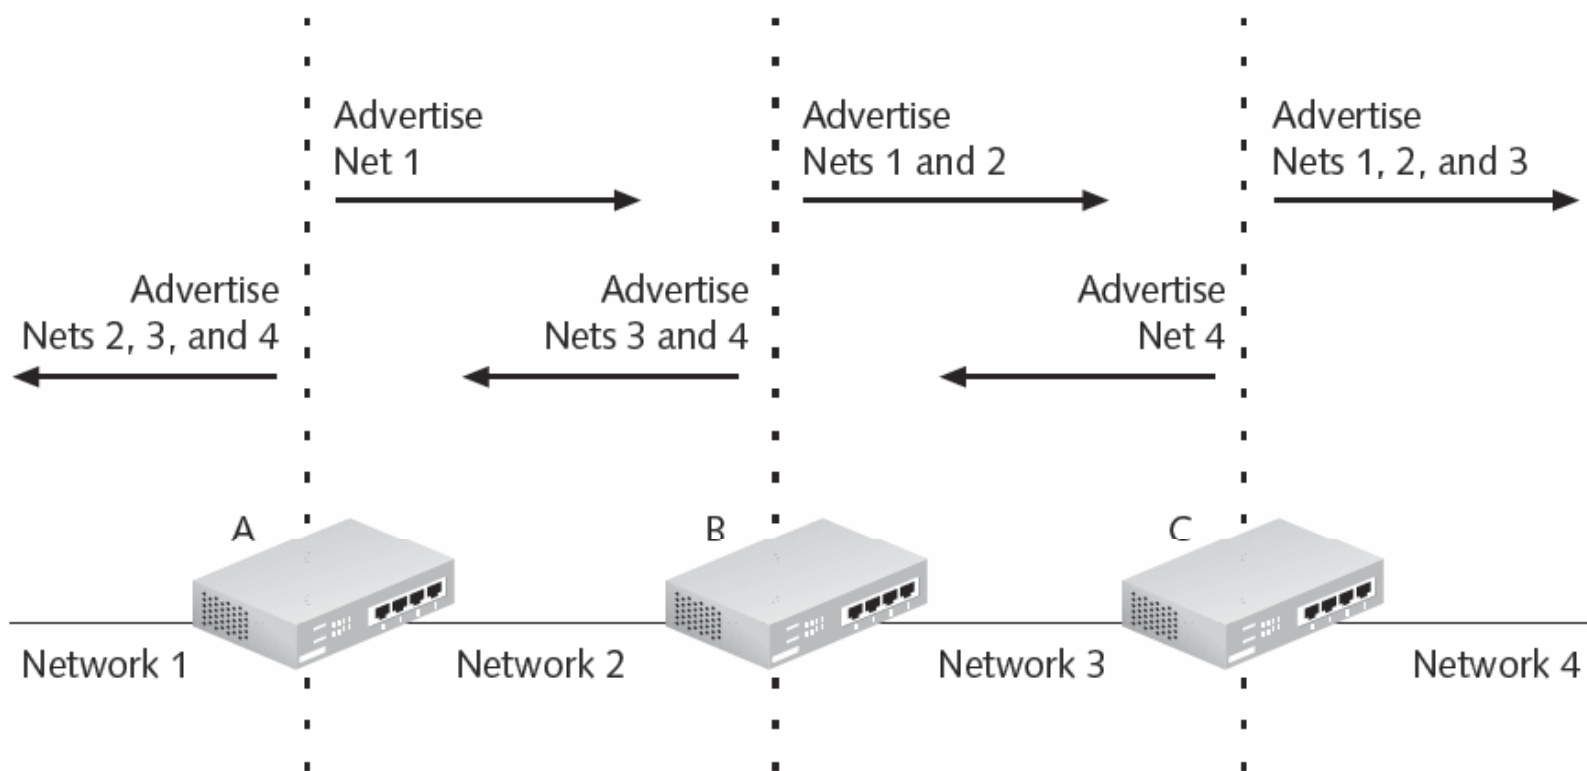 Advertise
Net 1
Advertise
Nets 1 and 2
Advertise
Nets 1, 2, and 3
Advertise
Nets 2, 3, and 4
Advertise
Nets 3 and 4
Advertise
Net 4
A
B
C
Network 1
Network 2
Network 3
Network 4